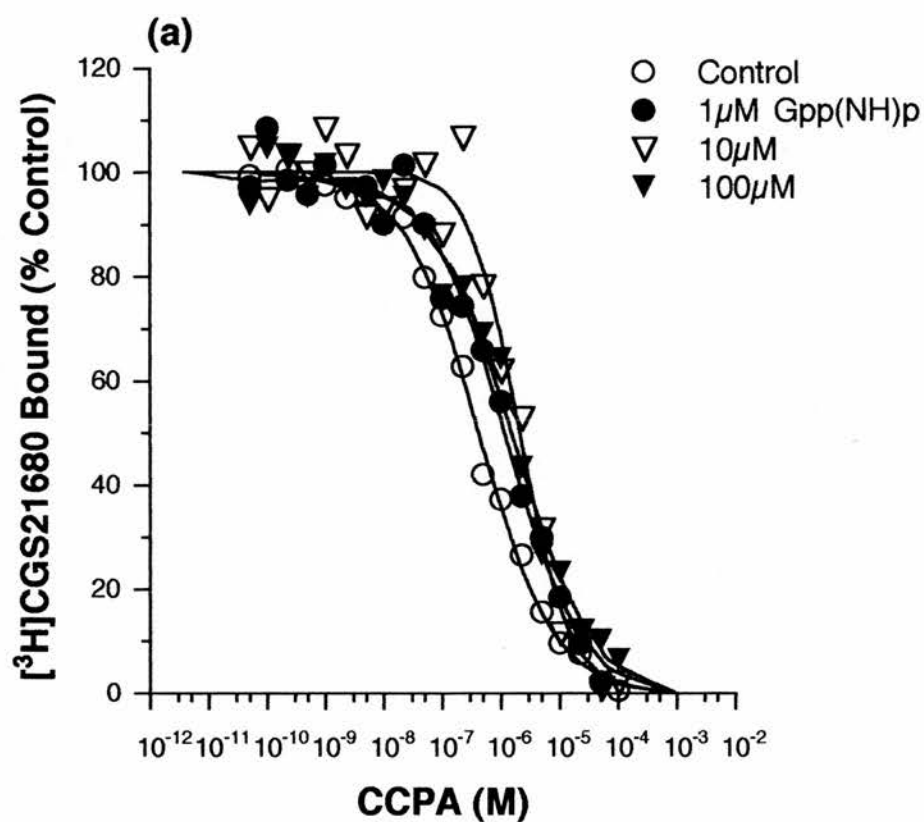 (a)
[³H]CGS21680 Bound (% Control)
120
100
80
60
40
20
0
Control
1µM Gpp(NH)p
10µM
100µM
10⁻¹² 10⁻¹¹ 10⁻¹⁰ 10⁻⁹ 10⁻⁸ 10⁻⁷ 10⁻⁶ 10⁻⁵ 10⁻⁴ 10⁻³ 10⁻²
CCPA (M)